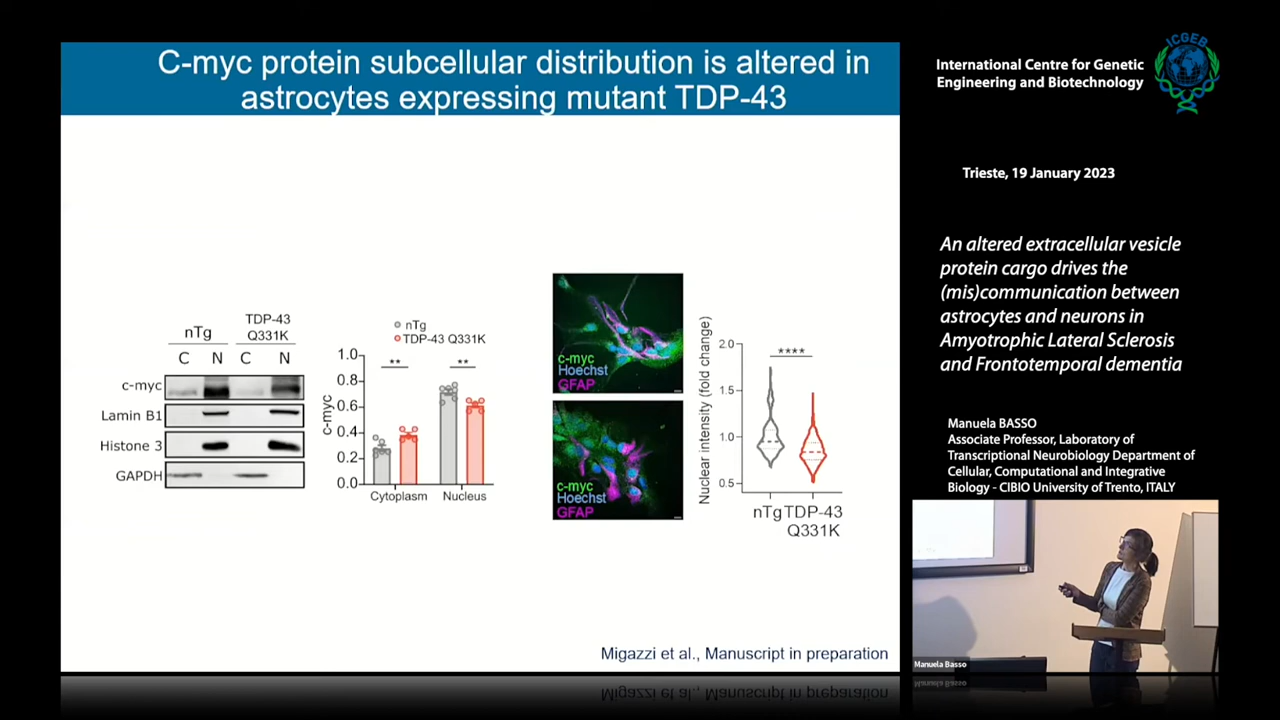 C-myc protein subcellular distribution is altered in
astrocytes expressing mutant TDP-43
nTg
TDP-43
Q331K
C N C N
c-myc
Lamin B1
Histone 3
GAPDH
nTg
TDP-43 Q331K
**
**
c-myc
1.0
0.8
0.6
0.4
0.2
0.0
Cytoplasm Nucleus
c-myc
Hoechst
GFAP
c-myc
Hoechst
GFAP
Nuclear intensity (fold change)
2.0
1.5
1.0
0.5
****
nTg TDP-43
Q331K
Migazzi et al., Manuscript in preparation
International Centre for Genetic
Engineering and Biotechnology
ICGEB
Trieste, 19 January 2023
An altered extracellular vesicle
protein cargo drives the
(mis)communication between
astrocytes and neurons in
Amyotrophic Lateral Sclerosis
and Frontotemporal dementia
Manuela BASSO
Associate Professor, Laboratory of
Transcriptional Neurobiology Department of
Cellular, Computational and Integrative
Biology - CIBIO University of Trento, ITALY
Manuela Basso